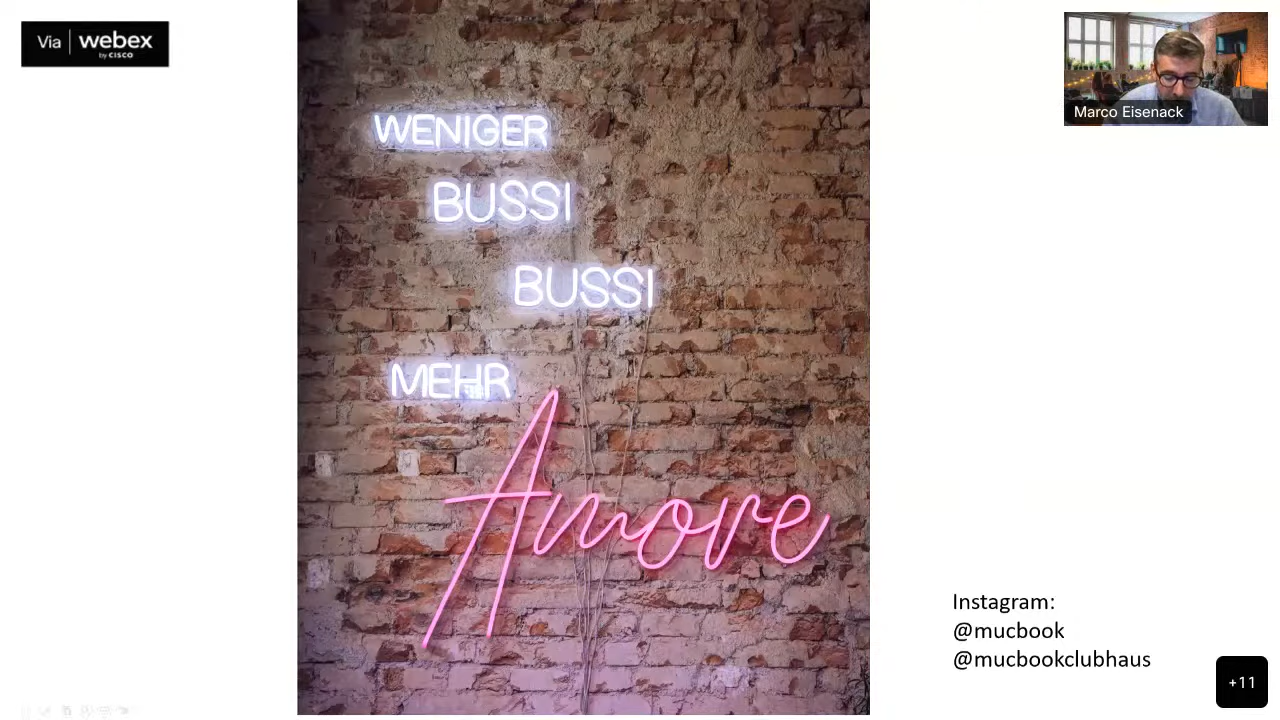 Via webex
by CISCO
Marco Eisenack
WENIGER
BUSSI
BUSSI
MEHR
Amore
Instagram:
@mucbook
@mucbookclubhaus
+11